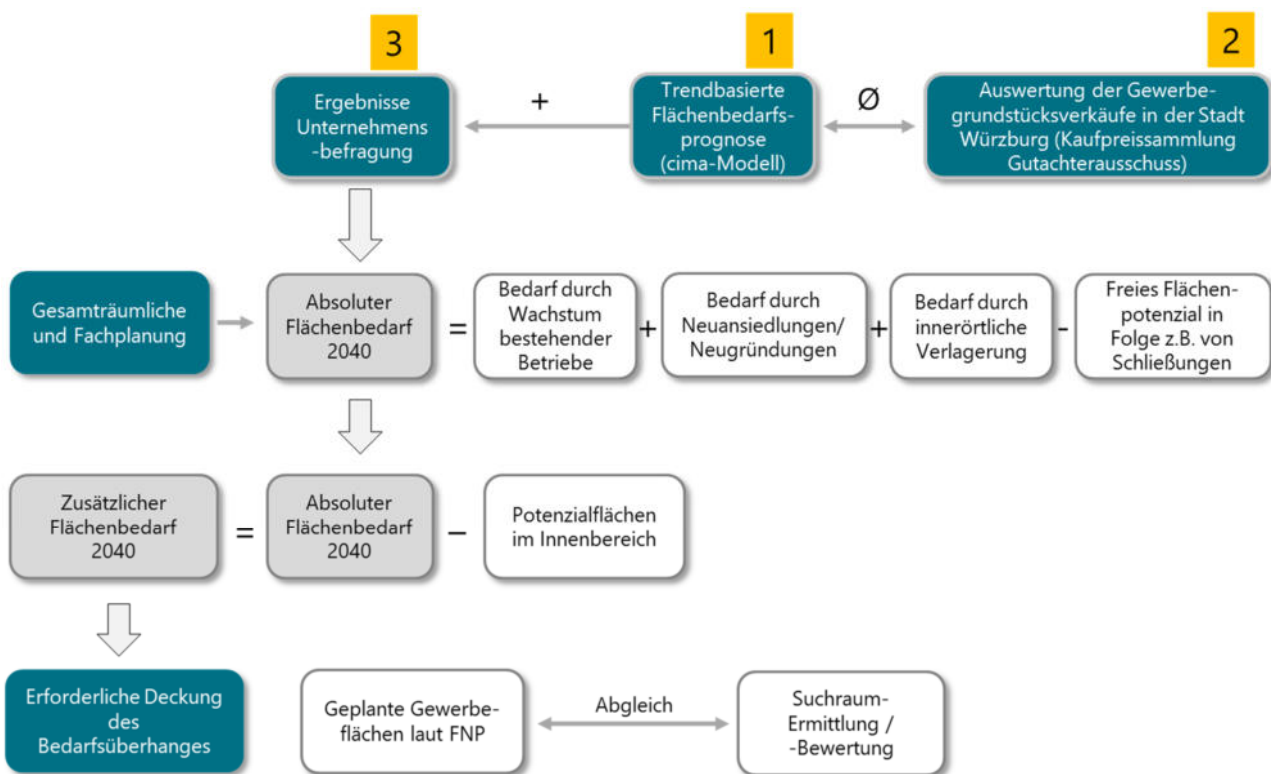 3
1
2
Ergebnisse
Unternehmens
-befragung
+
Trendbasierte
Flächenbedarfs-
prognose
(cima-Modell)
Ø
Auswertung der Gewerbe-
grundstücksverkäufe in der Stadt
Würzburg (Kaufpreissammlung
Gutachterausschuss)
Gesamträumliche
und Fachplanung
Absoluter
Flächenbedarf
2040
=
Bedarf durch
Wachstum
bestehender
Betriebe
+
Bedarf durch
Neuansiedlungen/
Neugründungen
+
Bedarf durch
innerörtliche
Verlagerung
-
Freies Flächen-
potenzial in
Folge z.B. von
Schließungen
Zusätzlicher
Flächenbedarf
2040
=
Absoluter
Flächenbedarf
2040
–
Potenzialflächen
im Innenbereich
Erforderliche Deckung
des
Bedarfsüberhanges
Geplante Gewerbe-
flächen laut FNP
Abgleich
Suchraum-
Ermittlung /
-Bewertung